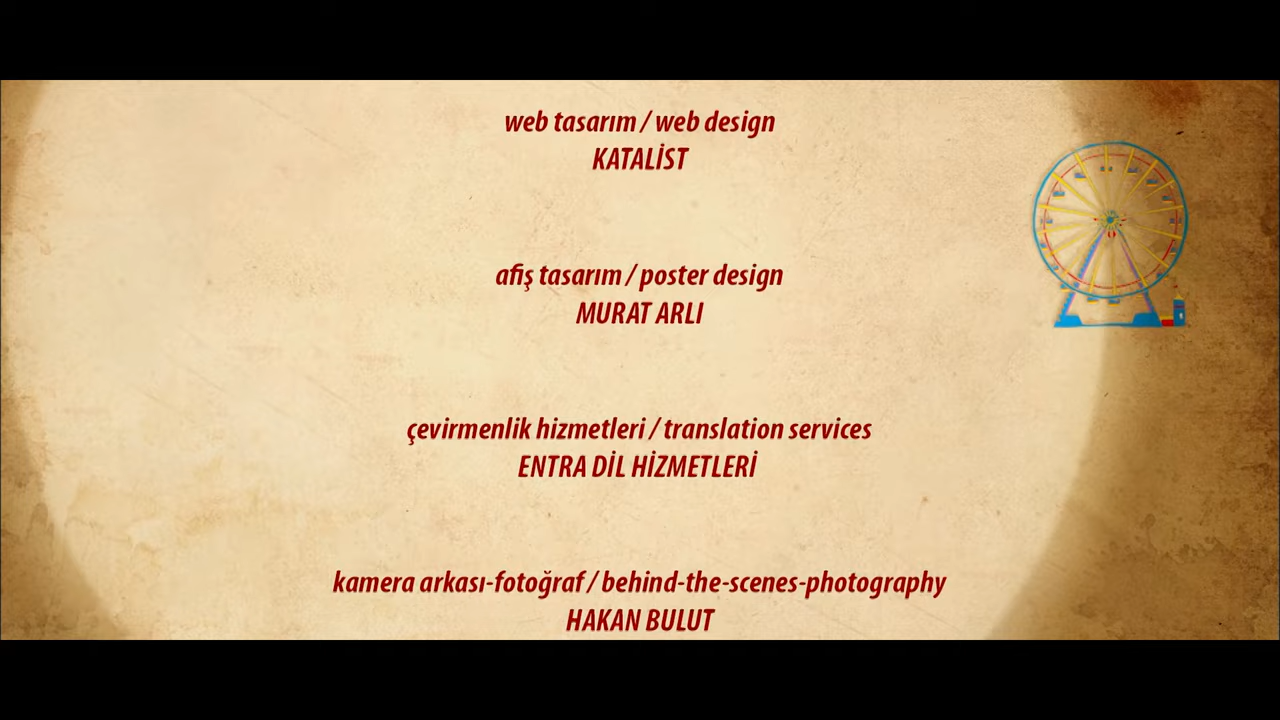 web tasarım / web design
KATALİST
afiş tasarım / poster design
MURAT ARLI
çevirmenlik hizmetleri / translation services
ENTRA DİL HİZMETLERİ
kamera arkası-fotoğraf / behind-the-scenes-photography
HAKAN BULUT